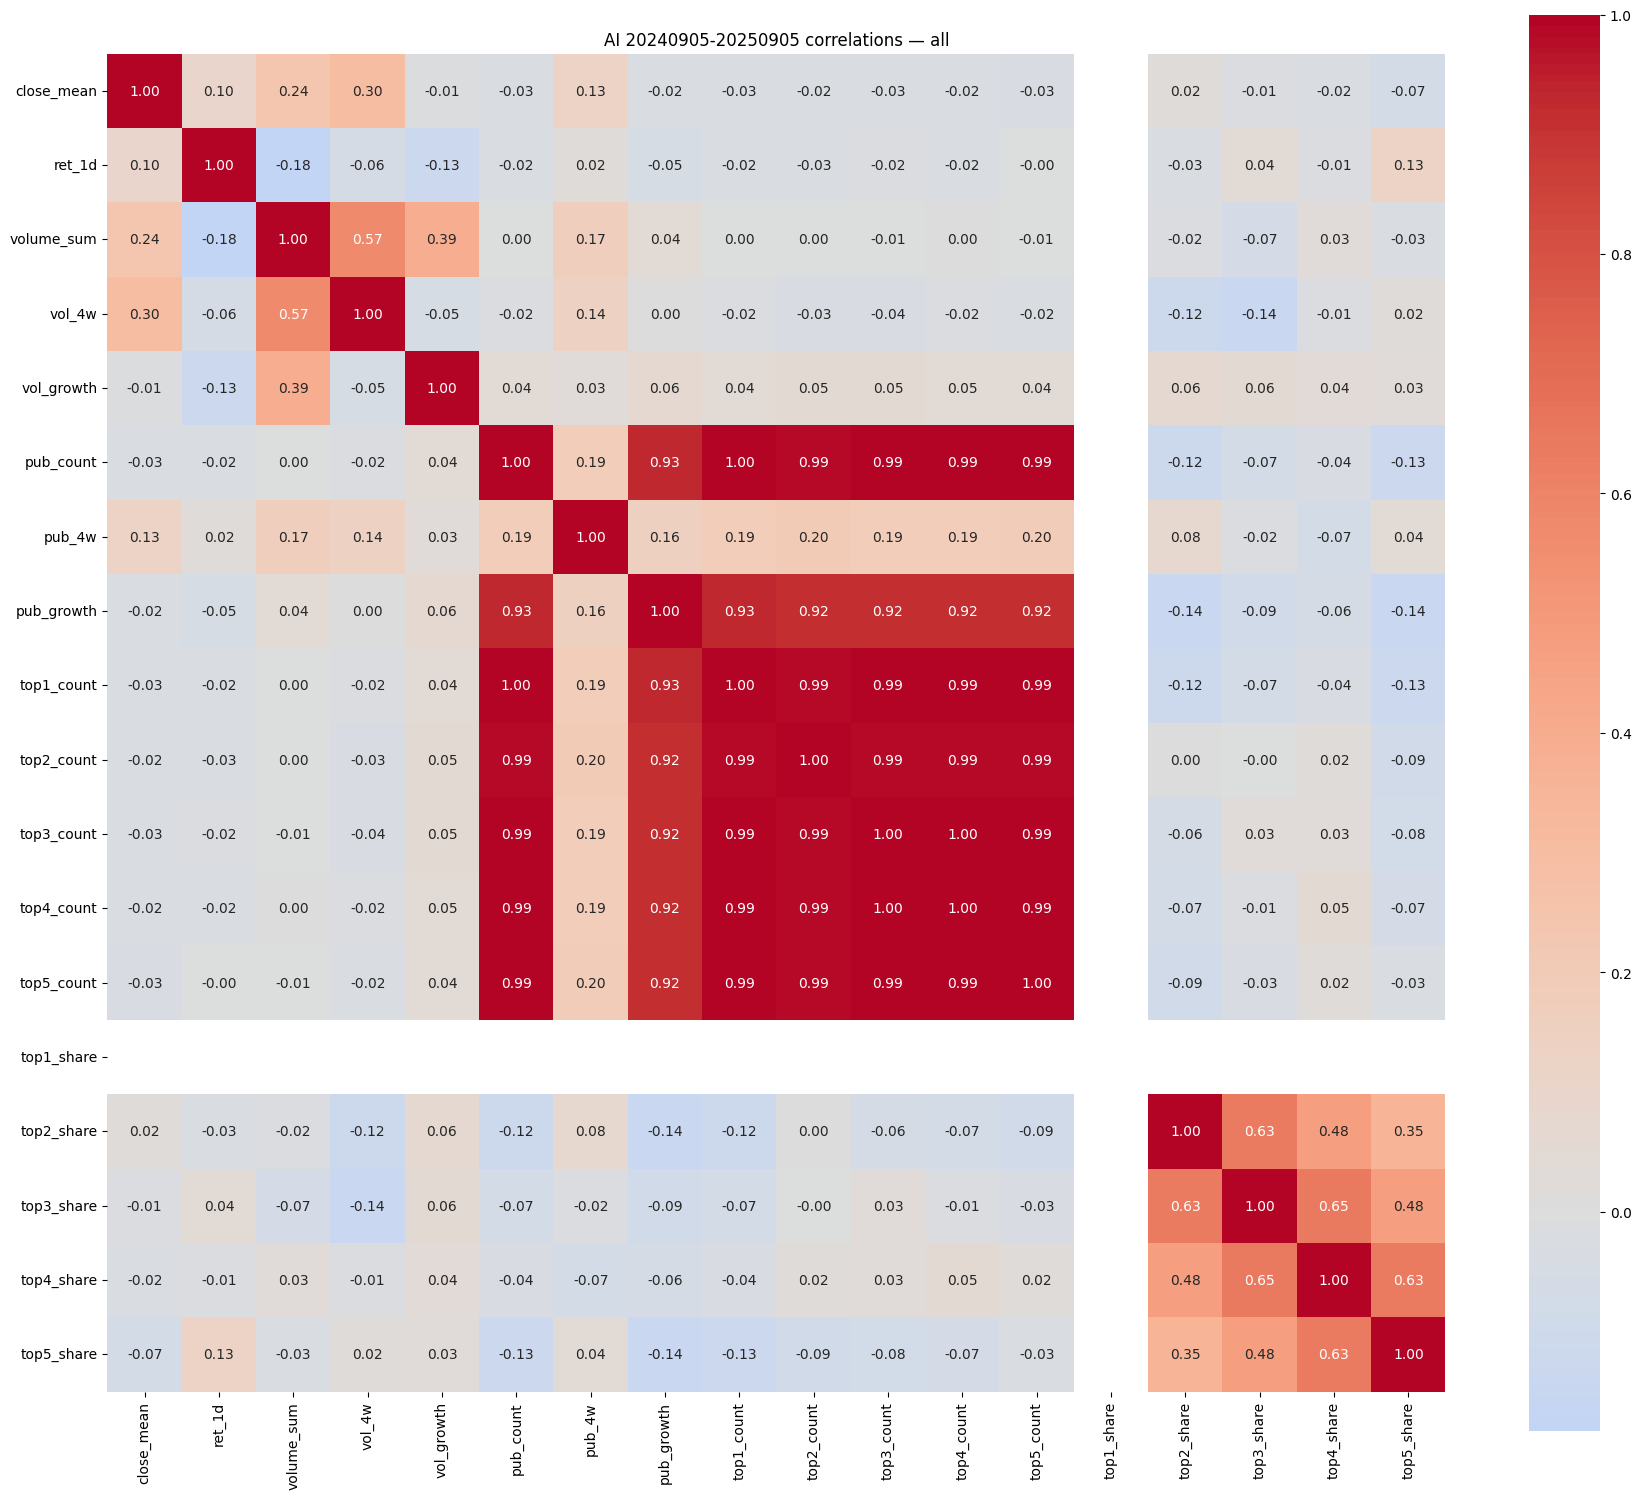 AI 20240905-20250905 correlations — all
close_mean 1.00 0.10 0.24 0.30 -0.01 -0.03 0.13 -0.02 -0.03 -0.02 -0.03 -0.02 -0.03 0.02 -0.01 -0.02 -0.07
ret_1d 0.10 1.00 -0.18 -0.06 -0.13 -0.02 0.02 -0.05 -0.02 -0.03 -0.02 -0.02 -0.00 -0.03 0.04 -0.01 0.13
volume_sum 0.24 -0.18 1.00 0.57 0.39 0.00 0.17 0.04 0.00 0.00 -0.01 0.00 -0.01 -0.02 -0.07 0.03 -0.03
vol_4w 0.30 -0.06 0.57 1.00 -0.05 -0.02 0.14 0.00 -0.02 -0.03 -0.04 -0.02 -0.02 -0.12 -0.14 -0.01 0.02
vol_growth -0.01 -0.13 0.39 -0.05 1.00 0.04 0.03 0.06 0.04 0.05 0.05 0.05 0.04 0.06 0.06 0.04 0.03
pub_count -0.03 -0.02 0.00 -0.02 0.04 1.00 0.19 0.93 1.00 0.99 0.99 0.99 0.99 -0.12 -0.07 -0.04 -0.13
pub_4w 0.13 0.02 0.17 0.14 0.03 0.19 1.00 0.16 0.19 0.20 0.19 0.19 0.20 0.08 -0.02 -0.07 0.04
pub_growth -0.02 -0.05 0.04 0.00 0.06 0.93 0.16 1.00 0.93 0.92 0.92 0.92 0.92 -0.14 -0.09 -0.06 -0.14
top1_count -0.03 -0.02 0.00 -0.02 0.04 1.00 0.19 0.93 1.00 0.99 0.99 0.99 0.99 -0.12 -0.07 -0.04 -0.13
top2_count -0.02 -0.03 0.00 -0.03 0.05 0.99 0.20 0.92 0.99 1.00 0.99 0.99 0.99 0.00 -0.00 0.02 -0.09
top3_count -0.03 -0.02 -0.01 -0.04 0.05 0.99 0.19 0.92 0.99 0.99 1.00 1.00 0.99 -0.06 0.03 0.03 -0.08
top4_count -0.02 -0.02 0.00 -0.02 0.05 0.99 0.19 0.92 0.99 0.99 1.00 1.00 0.99 -0.07 -0.01 0.05 -0.07
top5_count -0.03 -0.00 -0.01 -0.02 0.04 0.99 0.20 0.92 0.99 0.99 0.99 0.99 1.00 -0.09 -0.03 0.02 -0.03
top1_share
top2_share 0.02 -0.03 -0.02 -0.12 0.06 -0.12 0.08 -0.14 -0.12 0.00 -0.06 -0.07 -0.09 1.00 0.63 0.48 0.35
top3_share -0.01 0.04 -0.07 -0.14 0.06 -0.07 -0.02 -0.09 -0.07 -0.00 0.03 -0.01 -0.03 0.63 1.00 0.65 0.48
top4_share -0.02 -0.01 0.03 -0.01 0.04 -0.04 -0.07 -0.06 -0.04 0.02 0.03 0.05 0.02 0.48 0.65 1.00 0.63
top5_share -0.07 0.13 -0.03 0.02 0.03 -0.13 0.04 -0.14 -0.13 -0.09 -0.08 -0.07 -0.03 0.35 0.48 0.63 1.00
close_mean ret_1d volume_sum vol_4w vol_growth pub_count pub_4w pub_growth top1_count top2_count top3_count top4_count top5_count top1_share top2_share top3_share top4_share top5_share
1.0
0.8
0.6
0.4
0.2
0.0